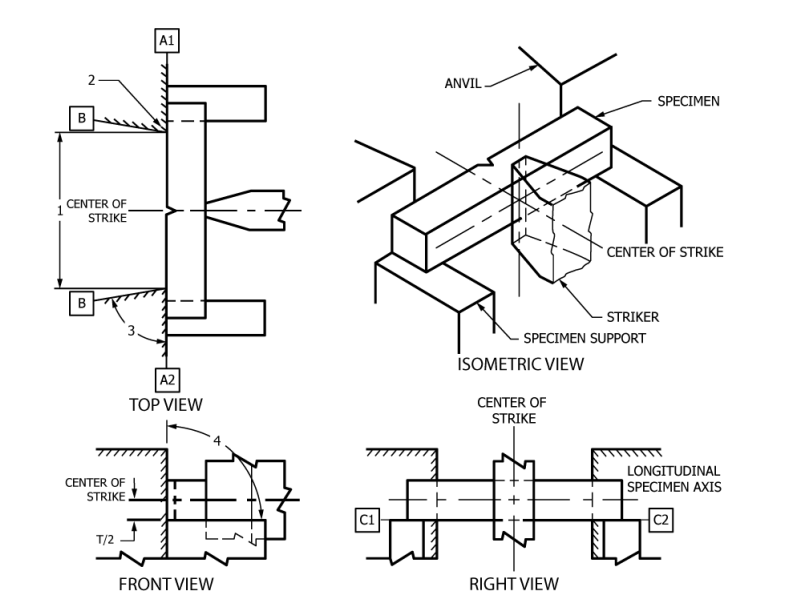 A1
2
B
1
CENTER OF
STRIKE
B
3
A2
TOP VIEW
ANVIL
SPECIMEN
CENTER OF STRIKE
STRIKER
SPECIMEN SUPPORT
ISOMETRIC VIEW
4
CENTER OF
STRIKE
T/2
FRONT VIEW
CENTER OF
STRIKE
LONGITUDINAL
SPECIMEN AXIS
C1
C2
RIGHT VIEW